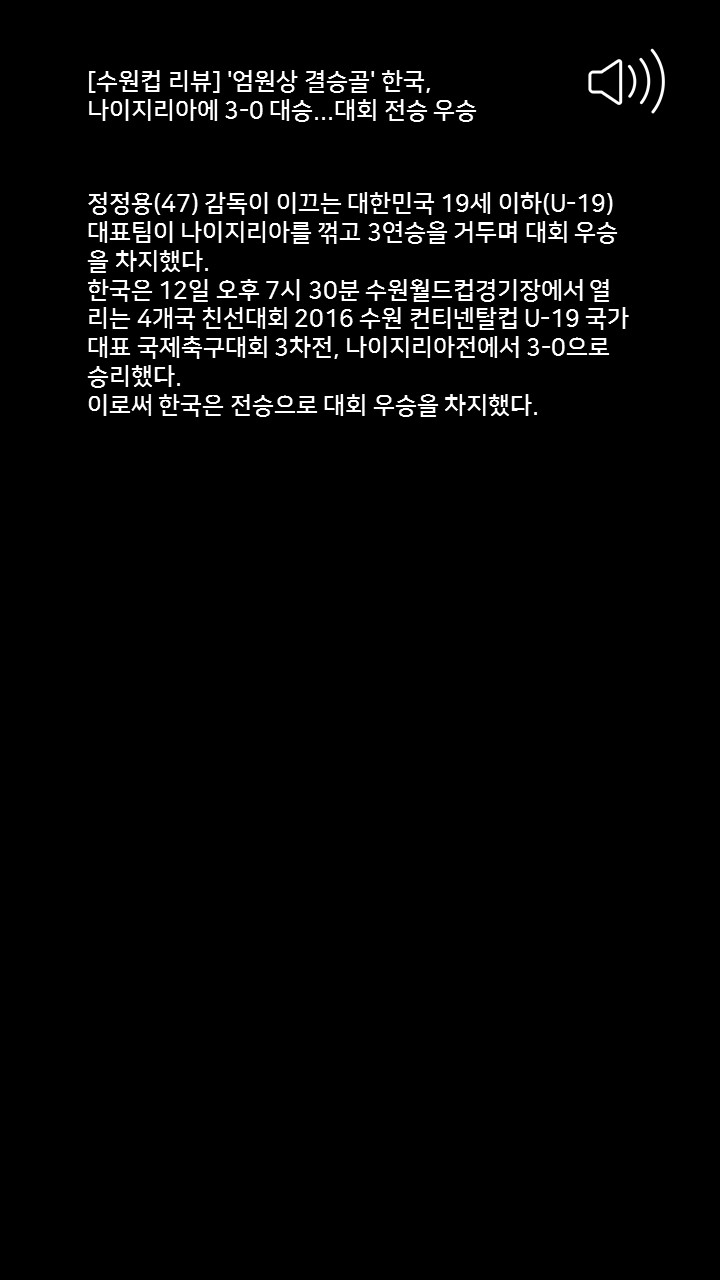 [수원컵 리뷰] '엄원상 결승골' 한국,
나이지리아에 3-0 대승...대회 전승 우승
정정용(47) 감독이 이끄는 대한민국 19세 이하(U-19)
대표팀이 나이지리아를 꺾고 3연승을 거두며 대회 우승
을 차지했다.
한국은 12일 오후 7시 30분 수원월드컵경기장에서 열
리는 4개국 친선대회 2016 수원 컨티넨탈컵 U-19 국가
대표 국제축구대회 3차전, 나이지리아전에서 3-0으로
승리했다.
이로써 한국은 전승으로 대회 우승을 차지했다.